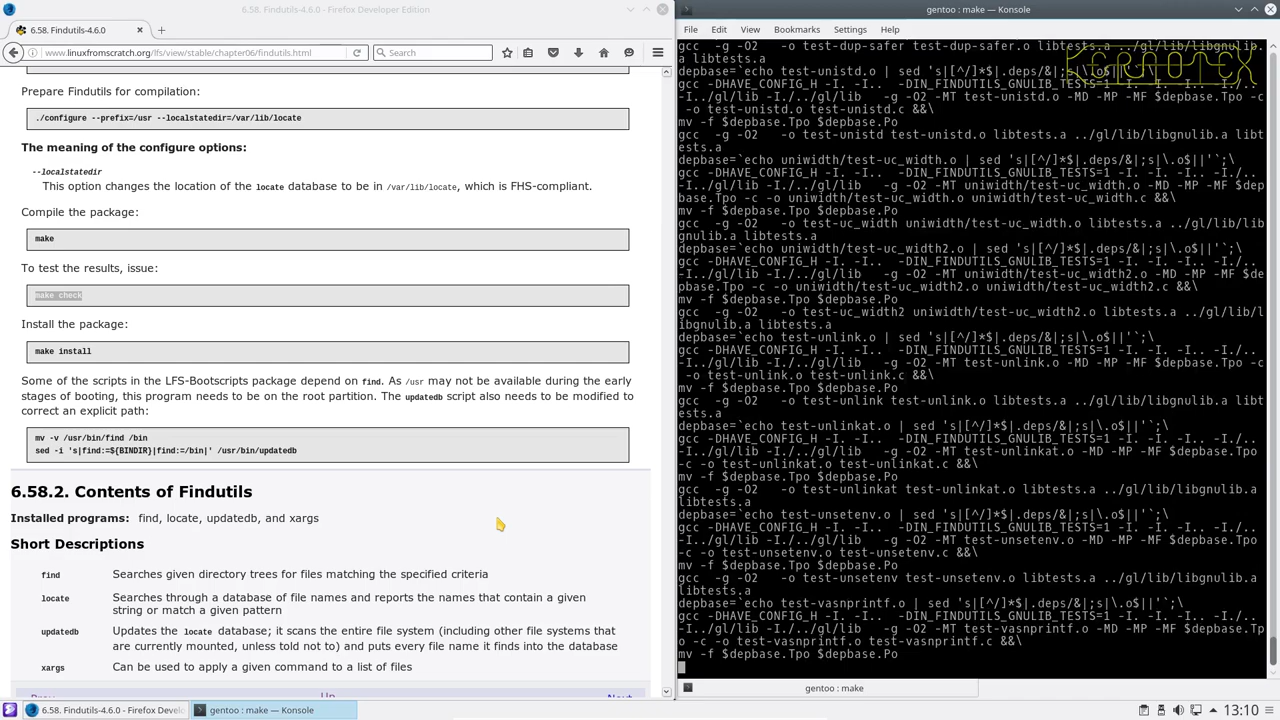 6.58. Findutils-4.6.0 - Firefox Developer Edition
6.58. Findutils-4.6.0
www.linuxfromscratch.org/lfs/view/stable/chapter06/findutils.html
Search
Prepare Findutils for compilation:
./configure --prefix=/usr --localstatedir=/var/lib/locate
The meaning of the configure options:
--localstatedir
This option changes the location of the locate database to be in /var/lib/locate, which is FHS-compliant.
Compile the package:
make
To test the results, issue:
make check
Install the package:
make install
Some of the scripts in the LFS-Bootscripts package depend on find. As /usr may not be available during the early
stages of booting, this program needs to be on the root partition. The updatedb script also needs to be modified to
correct an explicit path:
mv -v /usr/bin/find /bin
sed -i 's|find:=${BINDIR}|find:=/bin|' /usr/bin/updatedb
6.58.2. Contents of Findutils
Installed programs: find, locate, updatedb, and xargs
Short Descriptions
find Searches given directory trees for files matching the specified criteria
locate Searches through a database of file names and reports the names that contain a given
string or match a given pattern
updatedb Updates the locate database; it scans the entire file system (including other file systems that
are currently mounted, unless told not to) and puts every file name it finds into the database
xargs Can be used to apply a given command to a list of files
Prev Up Next
gentoo : make — Konsole
File Edit View Bookmarks Settings Help
gcc  -g -O2   -o test-dup-safer test-dup-safer.o libtests.a ../gl/lib/libgnulib.
a libtests.a
KERNOTEX
depbase=`echo test-unistd.o | sed 's|[^/]*$|.deps/&|;s|\.o$||'`;\
gcc -DHAVE_CONFIG_H -I. -I..  -DIN_FINDUTILS_GNULIB_TESTS=1 -I. -I. -I../..
-I../gl/lib -I../../gl/lib   -g -O2 -MT test-unistd.o -MD -MP -MF $depbase.Tpo -c
-o test-unistd.o test-unistd.c &&\
mv -f $depbase.Tpo $depbase.Po
gcc  -g -O2   -o test-unistd test-unistd.o libtests.a ../gl/lib/libgnulib.a libt
ests.a
depbase=`echo uniwidth/test-uc_width.o | sed 's|[^/]*$|.deps/&|;s|\.o$||'`;\
gcc -DHAVE_CONFIG_H -I. -I..  -DIN_FINDUTILS_GNULIB_TESTS=1 -I. -I. -I../..
-I../gl/lib -I../../gl/lib   -g -O2 -MT uniwidth/test-uc_width.o -MD -MP -MF $dep
base.Tpo -c -o uniwidth/test-uc_width.o uniwidth/test-uc_width.c &&\
mv -f $depbase.Tpo $depbase.Po
gcc  -g -O2   -o test-uc_width uniwidth/test-uc_width.o libtests.a ../gl/lib/lib
gnulib.a libtests.a
depbase=`echo uniwidth/test-uc_width2.o | sed 's|[^/]*$|.deps/&|;s|\.o$||'`;\
gcc -DHAVE_CONFIG_H -I. -I..  -DIN_FINDUTILS_GNULIB_TESTS=1 -I. -I. -I../..
-I../gl/lib -I../../gl/lib   -g -O2 -MT uniwidth/test-uc_width2.o -MD -MP -MF $de
pbase.Tpo -c -o uniwidth/test-uc_width2.o uniwidth/test-uc_width2.c &&\
mv -f $depbase.Tpo $depbase.Po
gcc  -g -O2   -o test-uc_width2 uniwidth/test-uc_width2.o libtests.a ../gl/lib/l
ibgnulib.a libtests.a
depbase=`echo test-unlink.o | sed 's|[^/]*$|.deps/&|;s|\.o$||'`;\
gcc -DHAVE_CONFIG_H -I. -I..  -DIN_FINDUTILS_GNULIB_TESTS=1 -I. -I. -I../..
-I../gl/lib -I../../gl/lib   -g -O2 -MT test-unlink.o -MD -MP -MF $depbase.Tpo -c
-o test-unlink.o test-unlink.c &&\
mv -f $depbase.Tpo $depbase.Po
gcc  -g -O2   -o test-unlink test-unlink.o libtests.a ../gl/lib/libgnulib.a libt
ests.a
depbase=`echo test-unlinkat.o | sed 's|[^/]*$|.deps/&|;s|\.o$||'`;\
gcc -DHAVE_CONFIG_H -I. -I..  -DIN_FINDUTILS_GNULIB_TESTS=1 -I. -I. -I../..
-I../gl/lib -I../../gl/lib   -g -O2 -MT test-unlinkat.o -MD -MP -MF $depbase.Tpo
-c -o test-unlinkat.o test-unlinkat.c &&\
mv -f $depbase.Tpo $depbase.Po
gcc  -g -O2   -o test-unlinkat test-unlinkat.o libtests.a ../gl/lib/libgnulib.a
libtests.a
depbase=`echo test-unsetenv.o | sed 's|[^/]*$|.deps/&|;s|\.o$||'`;\
gcc -DHAVE_CONFIG_H -I. -I..  -DIN_FINDUTILS_GNULIB_TESTS=1 -I. -I. -I../..
-I../gl/lib -I../../gl/lib   -g -O2 -MT test-unsetenv.o -MD -MP -MF $depbase.Tpo
-c -o test-unsetenv.o test-unsetenv.c &&\
mv -f $depbase.Tpo $depbase.Po
gcc  -g -O2   -o test-unsetenv test-unsetenv.o libtests.a ../gl/lib/libgnulib.a
libtests.a
depbase=`echo test-vasnprintf.o | sed 's|[^/]*$|.deps/&|;s|\.o$||'`;\
gcc -DHAVE_CONFIG_H -I. -I..  -DIN_FINDUTILS_GNULIB_TESTS=1 -I. -I. -I../..
-I../gl/lib -I../../gl/lib   -g -O2 -MT test-vasnprintf.o -MD -MP -MF $depbase.Tp
o -c -o test-vasnprintf.o test-vasnprintf.c &&\
mv -f $depbase.Tpo $depbase.Po
gentoo : make
6.58. Findutils-4.6.0 - Firefox Develope
gentoo : make — Konsole
13:10